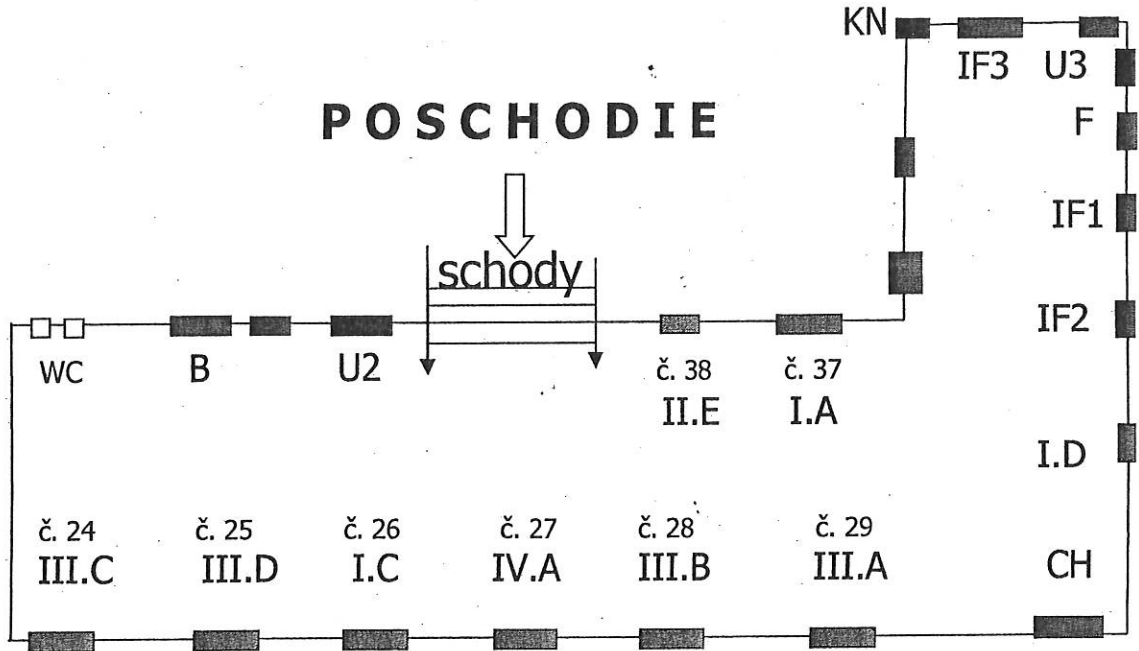 KN
IF3 U3
POSCHODIE
F
IF1
schody
IF2
WC B U2
č. 38 č. 37
II.E I.A
I.D
č. 24 č. 25 č. 26 č. 27 č. 28 č. 29
III.C III.D I.C IV.A III.B III.A CH